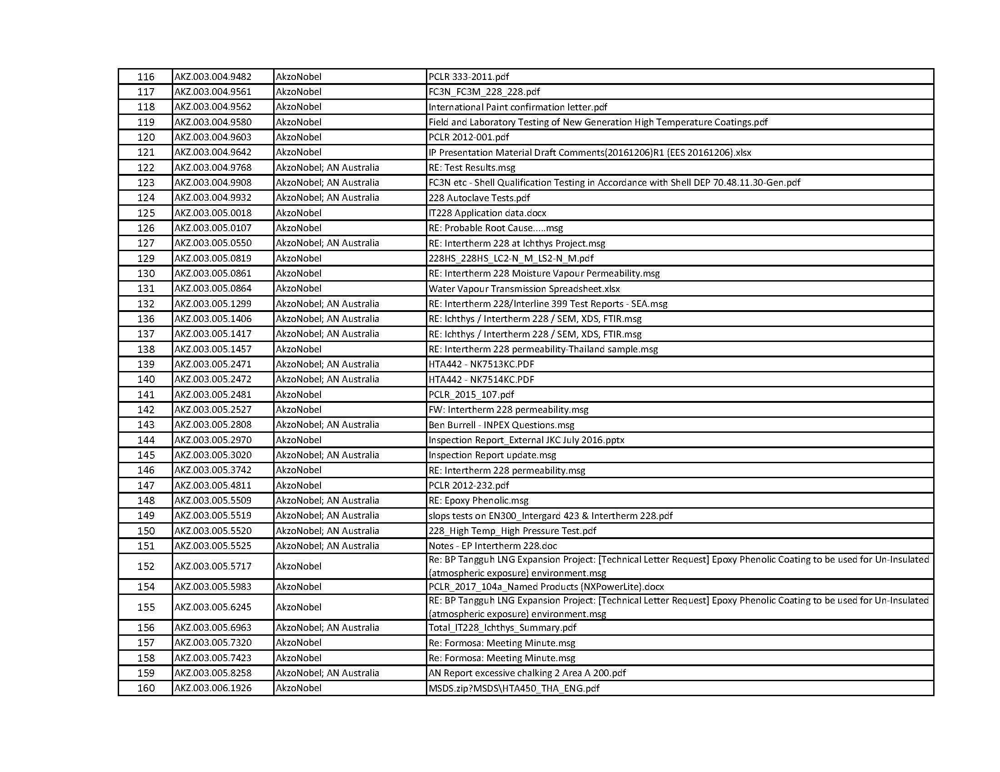 116 AKZ.003.004.9482 AkzoNobel PCLR 333-2011.pdf
117 AKZ.003.004.9561 AkzoNobel FC3N_FC3M_228_228.pdf
118 AKZ.003.004.9562 AkzoNobel International Paint confirmation letter.pdf
119 AKZ.003.004.9580 AkzoNobel Field and Laboratory Testing of New Generation High Temperature Coatings.pdf
120 AKZ.003.004.9603 AkzoNobel PCLR 2012-001.pdf
121 AKZ.003.004.9642 AkzoNobel IP Presentation Material Draft Comments(20161206)R1 (EES 20161206).xlsx
122 AKZ.003.004.9768 AkzoNobel; AN Australia RE: Test Results.msg
123 AKZ.003.004.9908 AkzoNobel; AN Australia FC3N etc - Shell Qualification Testing in Accordance with Shell DEP 70.48.11.30-Gen.pdf
124 AKZ.003.004.9932 AkzoNobel; AN Australia 228 Autoclave Tests.pdf
125 AKZ.003.005.0018 AkzoNobel IT228 Application data.docx
126 AKZ.003.005.0107 AkzoNobel RE: Probable Root Cause.....msg
127 AKZ.003.005.0550 AkzoNobel; AN Australia RE: Intertherm 228 at Ichthys Project.msg
129 AKZ.003.005.0819 AkzoNobel 228HS_228HS_LC2-N_M_LS2-N_M.pdf
130 AKZ.003.005.0861 AkzoNobel RE: Intertherm 228 Moisture Vapour Permeability.msg
131 AKZ.003.005.0864 AkzoNobel Water Vapour Transmission Spreadsheet.xlsx
132 AKZ.003.005.1299 AkzoNobel; AN Australia RE: Intertherm 228/Interline 399 Test Reports - SEA.msg
136 AKZ.003.005.1406 AkzoNobel; AN Australia RE: Ichthys / Intertherm 228 / SEM, XDS, FTIR.msg
137 AKZ.003.005.1417 AkzoNobel; AN Australia RE: Ichthys / Intertherm 228 / SEM, XDS, FTIR.msg
138 AKZ.003.005.1457 AkzoNobel RE: Intertherm 228 permeability-Thailand sample.msg
139 AKZ.003.005.2471 AkzoNobel; AN Australia HTA442 - NK7513KC.PDF
140 AKZ.003.005.2472 AkzoNobel; AN Australia HTA442 - NK7514KC.PDF
141 AKZ.003.005.2481 AkzoNobel PCLR_2015_107.pdf
142 AKZ.003.005.2527 AkzoNobel FW: Intertherm 228 permeability.msg
143 AKZ.003.005.2808 AkzoNobel; AN Australia Ben Burrell - INPEX Questions.msg
144 AKZ.003.005.2970 AkzoNobel Inspection Report_External JKC July 2016.pptx
145 AKZ.003.005.3020 AkzoNobel; AN Australia Inspection Report update.msg
146 AKZ.003.005.3742 AkzoNobel RE: Intertherm 228 permeability.msg
147 AKZ.003.005.4811 AkzoNobel PCLR 2012-232.pdf
148 AKZ.003.005.5509 AkzoNobel; AN Australia RE: Epoxy Phenolic.msg
149 AKZ.003.005.5519 AkzoNobel; AN Australia slops tests on EN300_Intergard 423 & Intertherm 228.pdf
150 AKZ.003.005.5520 AkzoNobel; AN Australia 228_High Temp_High Pressure Test.pdf
151 AKZ.003.005.5525 AkzoNobel; AN Australia Notes - EP Intertherm 228.doc
152 AKZ.003.005.5717 AkzoNobel Re: BP Tangguh LNG Expansion Project: [Technical Letter Request] Epoxy Phenolic Coating to be used for Un-Insulated
(atmospheric exposure) environment.msg
154 AKZ.003.005.5983 AkzoNobel PCLR_2017_104a_Named Products (NXPowerLite).docx
155 AKZ.003.005.6245 AkzoNobel RE: BP Tangguh LNG Expansion Project: [Technical Letter Request] Epoxy Phenolic Coating to be used for Un-Insulated
(atmospheric exposure) environment.msg
156 AKZ.003.005.6963 AkzoNobel; AN Australia Total_IT228_Ichthys_Summary.pdf
157 AKZ.003.005.7320 AkzoNobel Re: Formosa: Meeting Minute.msg
158 AKZ.003.005.7423 AkzoNobel Re: Formosa: Meeting Minute.msg
159 AKZ.003.005.8258 AkzoNobel; AN Australia AN Report excessive chalking 2 Area A 200.pdf
160 AKZ.003.006.1926 AkzoNobel MSDS.zip?MSDS\HTA450_THA_ENG.pdf